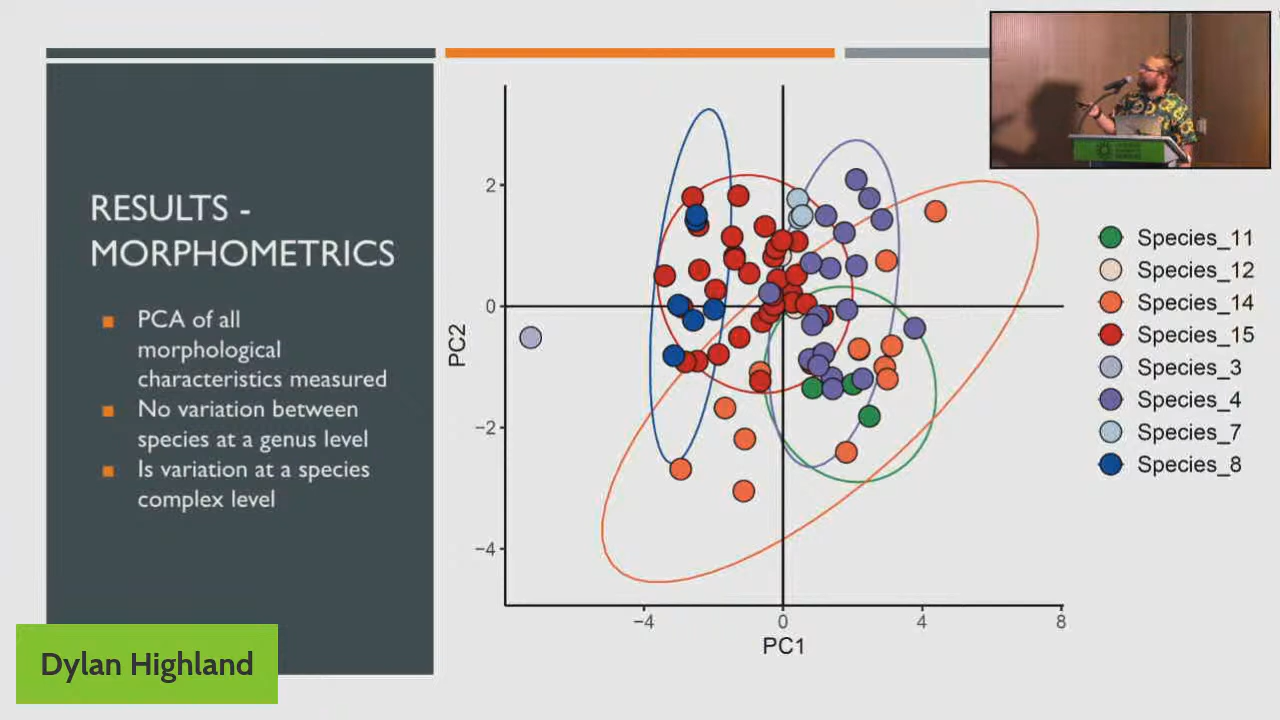 RESULTS -
MORPHOMETRICS
PCA of all
morphological
characteristics measured
No variation between
species at a genus level
Is variation at a species
complex level
Dylan Highland
PC2
2
0
−2
−4
−4
0
4
8
PC1
Species_11
Species_12
Species_14
Species_15
Species_3
Species_4
Species_7
Species_8